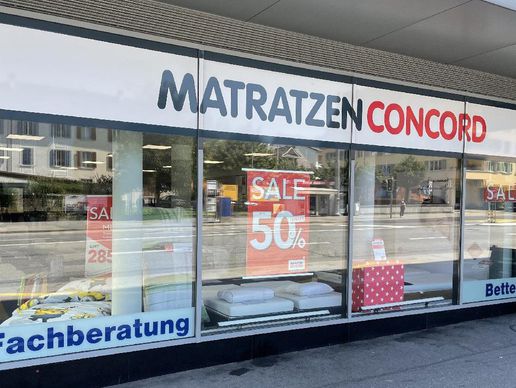 MATRATZEN CONCORD
SALE
50%
SALE
285
SALE
Fachberatung
Bette